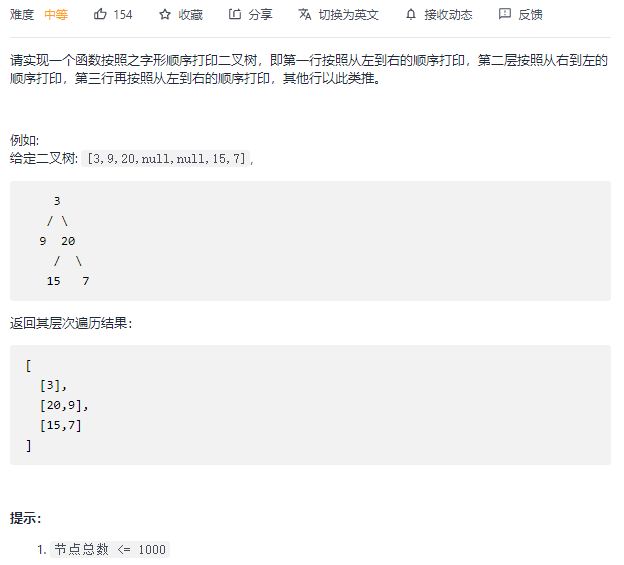 难度 中等 154 收藏 分享 切换为英文 接收动态 反馈
请实现一个函数按照之字形顺序打印二叉树，即第一行按照从左到右的顺序打印，第二层按照从右到左的
顺序打印，第三行再按照从左到右的顺序打印，其他行以此类推。
例如:
给定二叉树: [3,9,20,null,null,15,7],
3
/ \
9 20
/ \
15 7
返回其层次遍历结果：
[
[3],
[20,9],
[15,7]
]
提示：
1. 节点总数 <= 1000